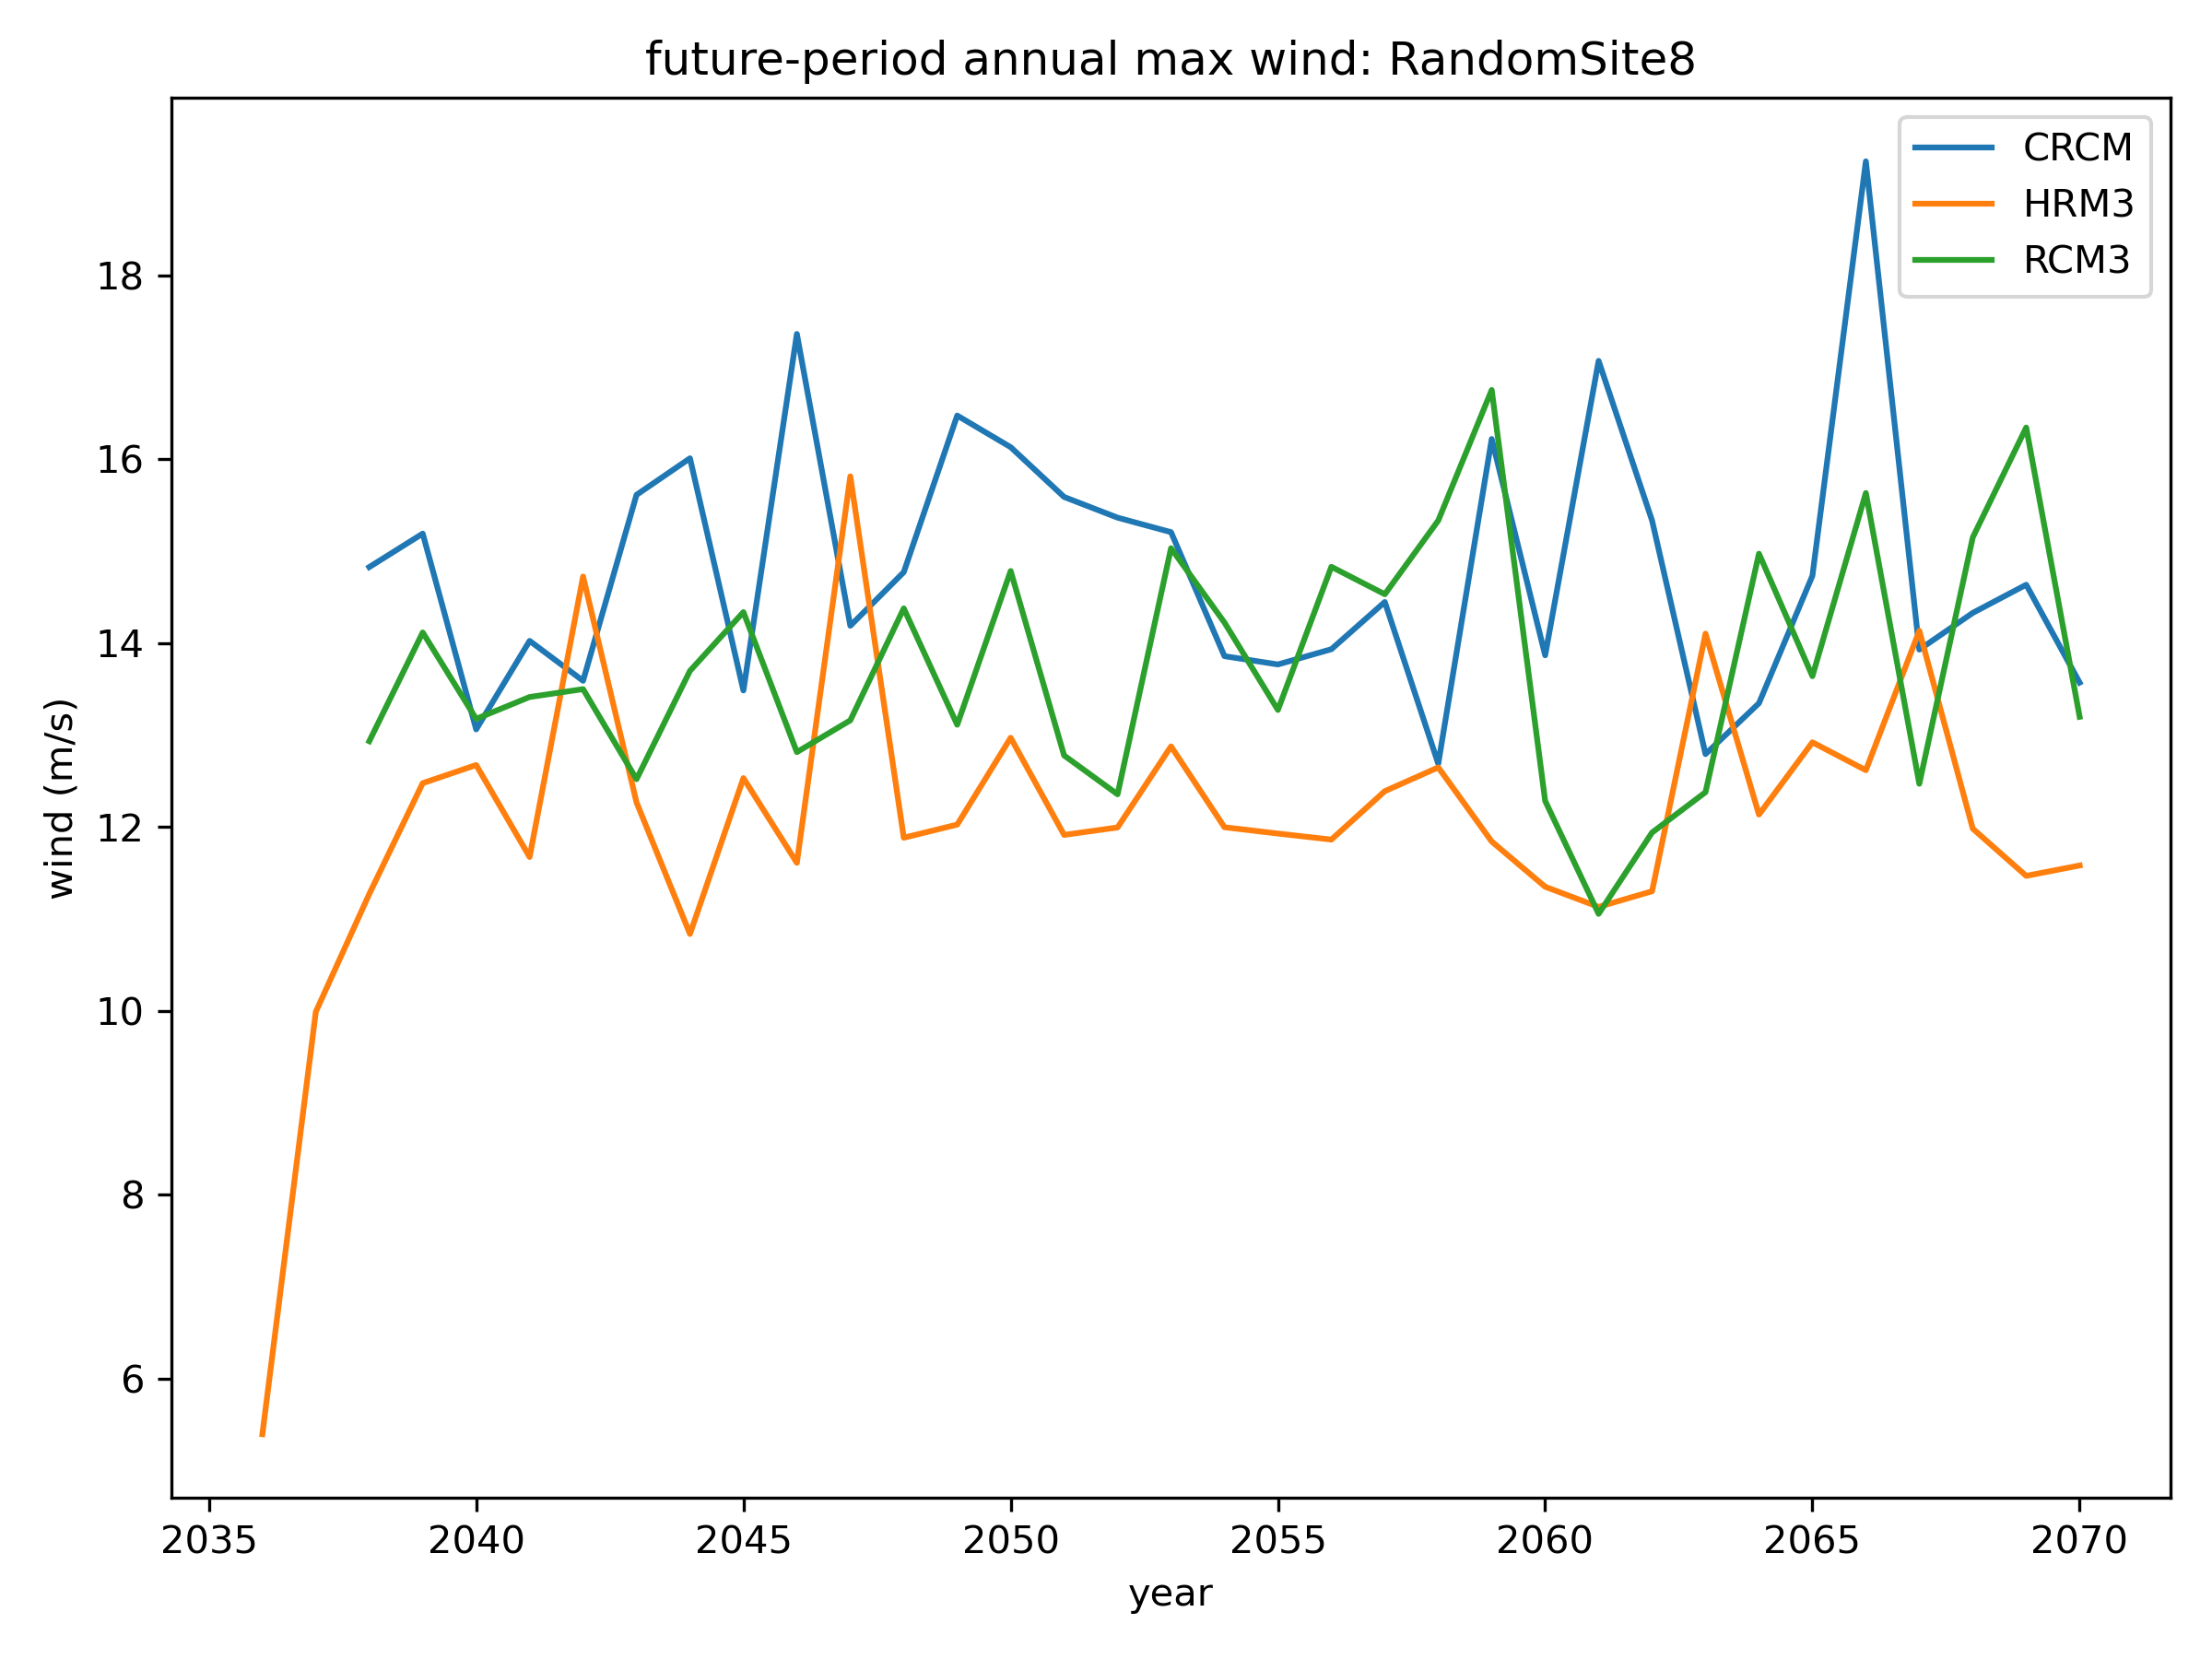 future-period annual max wind: RandomSite8
CRCM
HRM3
RCM3
18
16
14
12
10
8
6
wind (m/s)
2035 2040 2045 2050 2055 2060 2065 2070
year